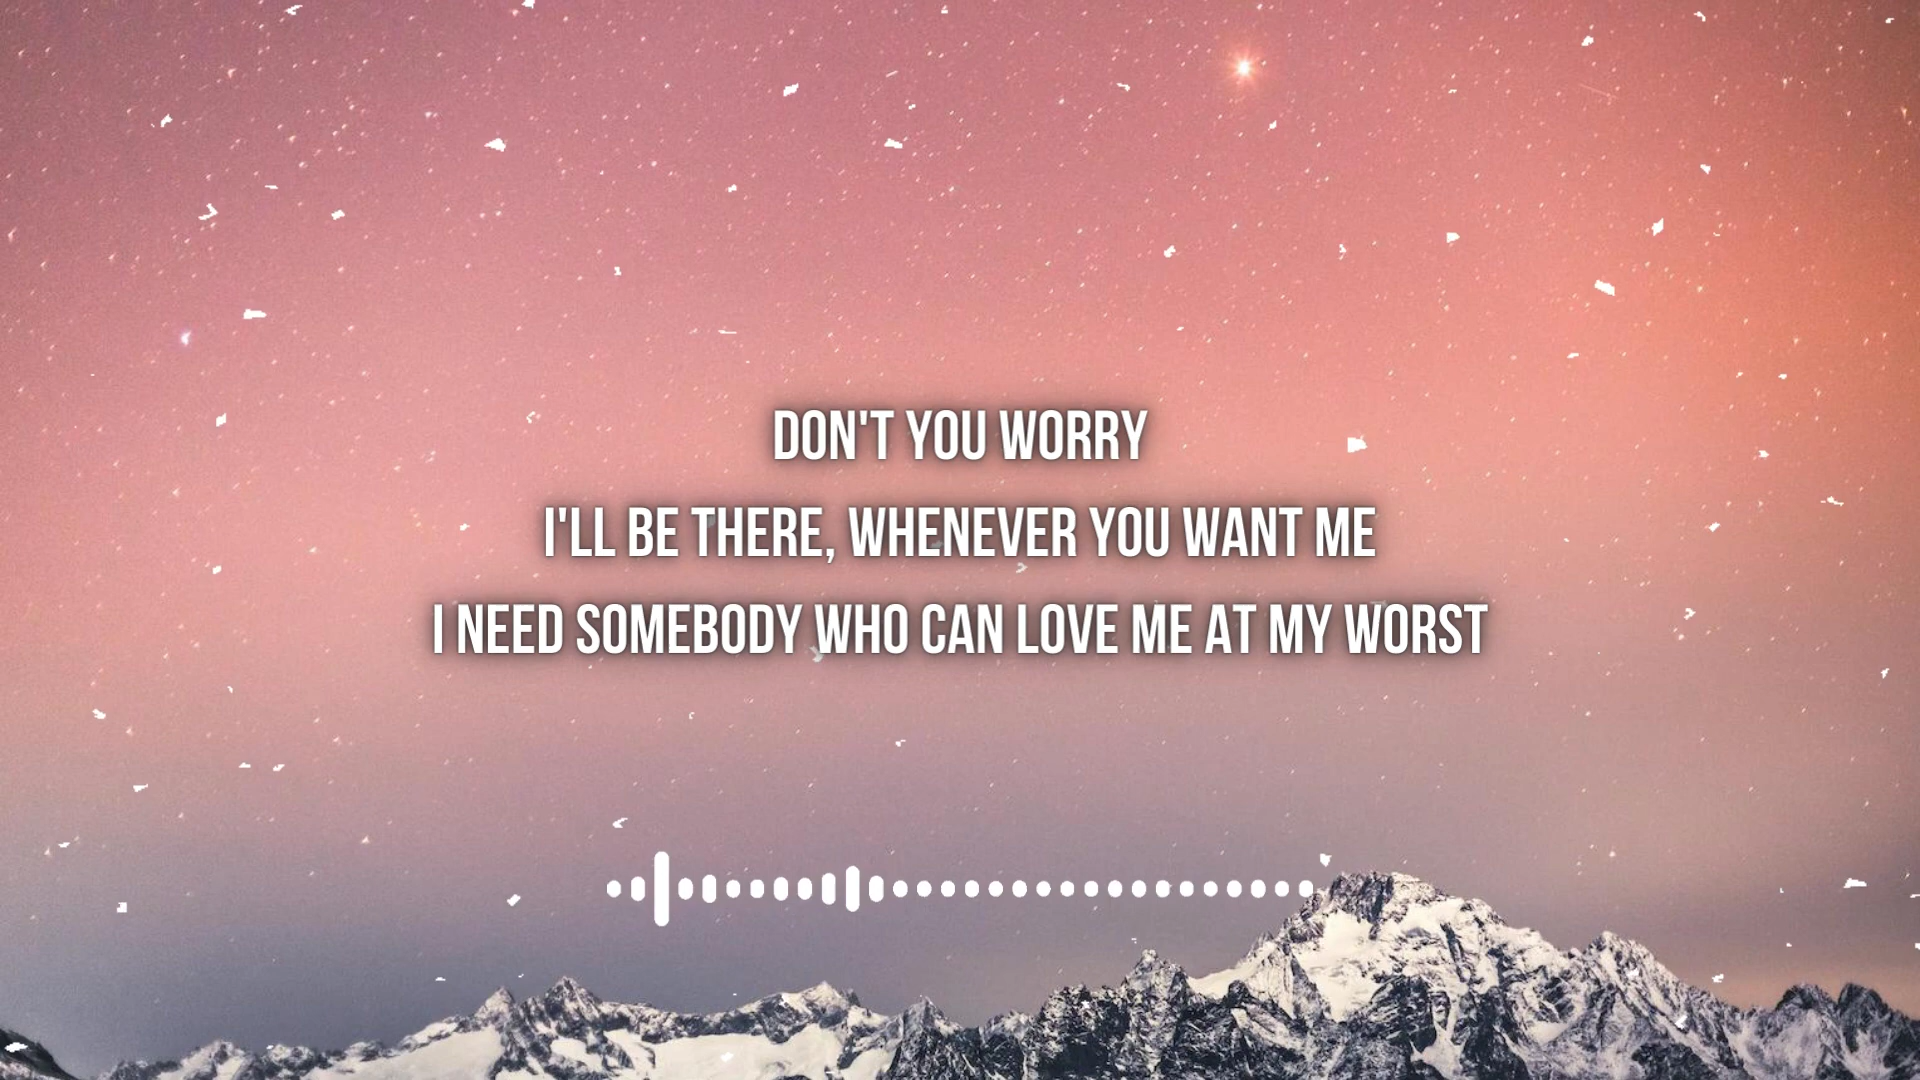 DON'T YOU WORRY
I'LL BE THERE, WHENEVER YOU WANT ME
I NEED SOMEBODY WHO CAN LOVE ME AT MY WORST